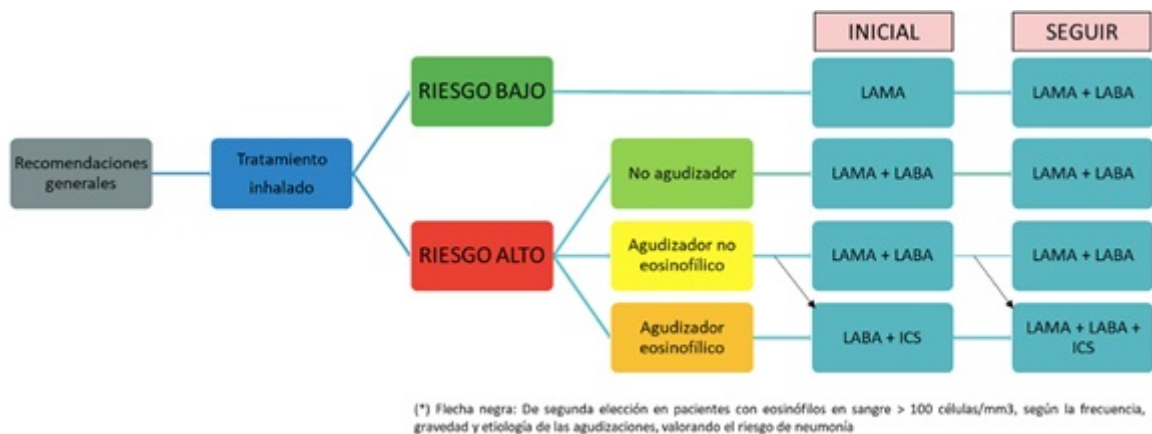 INICIAL
SEGUIR
RIESGO BAJO
LAMA
LAMA + LABA
Recomendaciones
generales
Tratamiento
inhalado
No agudizador
LAMA + LABA
LAMA + LABA
RIESGO ALTO
Agudizador no
eosinofílico
LAMA + LABA
LAMA + LABA
Agudizador
eosinofílico
LABA + ICS
LAMA + LABA +
ICS
(*) Flecha negra: De segunda elección en pacientes con eosinófilos en sangre > 100 células/mm3, según la frecuencia,
gravedad y etiología de las agudizaciones, valorando el riesgo de neumonía